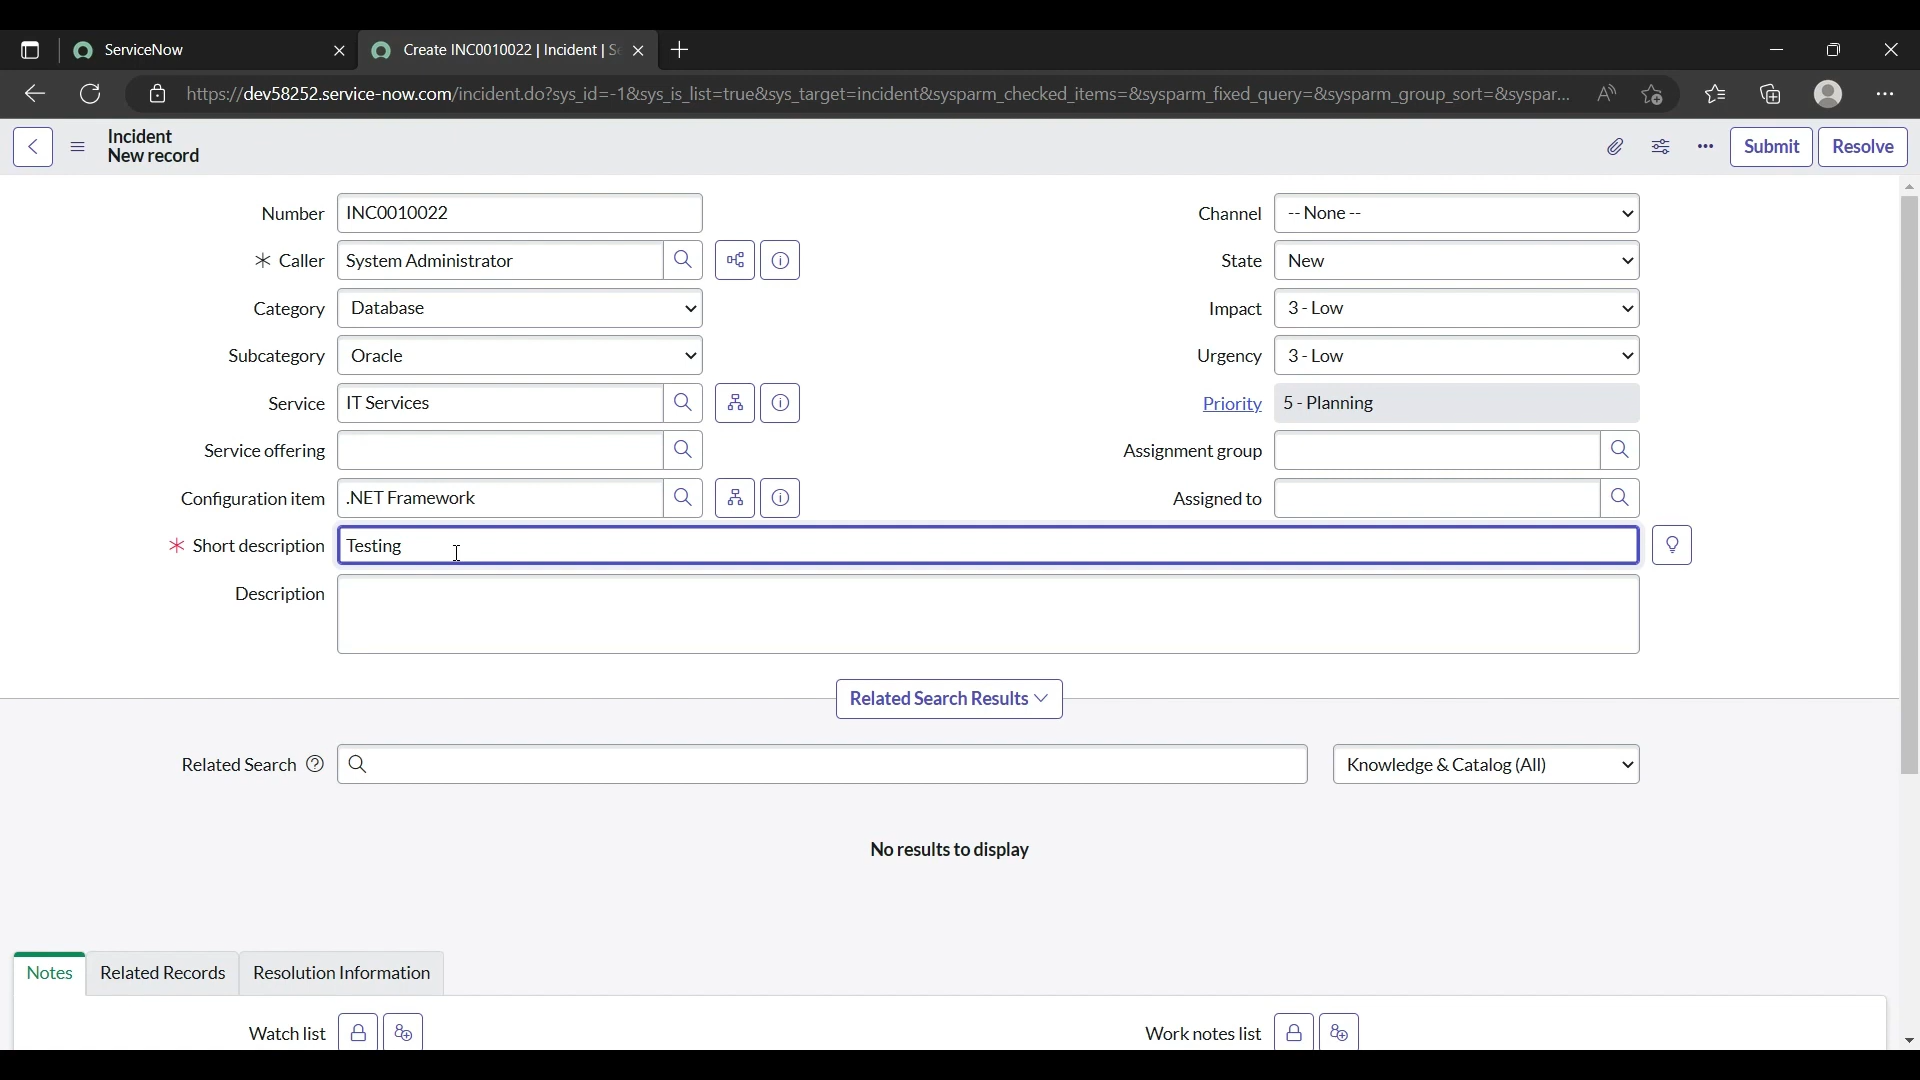 ServiceNow
Create INC0010022 | Incident | S
https://dev58252.service-now.com/incident.do?sys_id=-1&sys_is_list=true&sys_target=incident&sysparm_checked_items=&sysparm_fixed_query=&sysparm_group_sort=&syspar...
Incident
New record
Submit
Resolve
Number INC0010022
Channel -- None --
Caller System Administrator
State New
Category Database
Impact 3 - Low
Subcategory Oracle
Urgency 3 - Low
Service IT Services
Priority 5 - Planning
Service offering
Assignment group
Configuration item .NET Framework
Assigned to
Short description Testing
Description
Related Search Results
Related Search
Knowledge & Catalog (All)
No results to display
Notes
Related Records
Resolution Information
Watch list
Work notes list